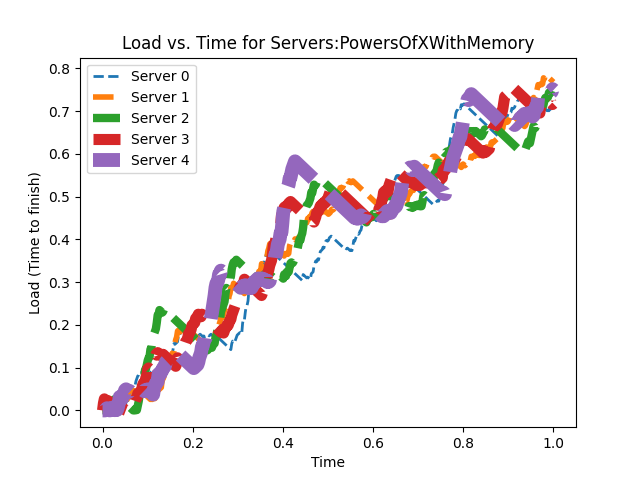 Load vs. Time for Servers:PowersOfXWithMemory
Load (Time to finish)
0.8
0.7
0.6
0.5
0.4
0.3
0.2
0.1
0.0
Server 0
Server 1
Server 2
Server 3
Server 4
0.0 0.2 0.4 0.6 0.8 1.0
Time